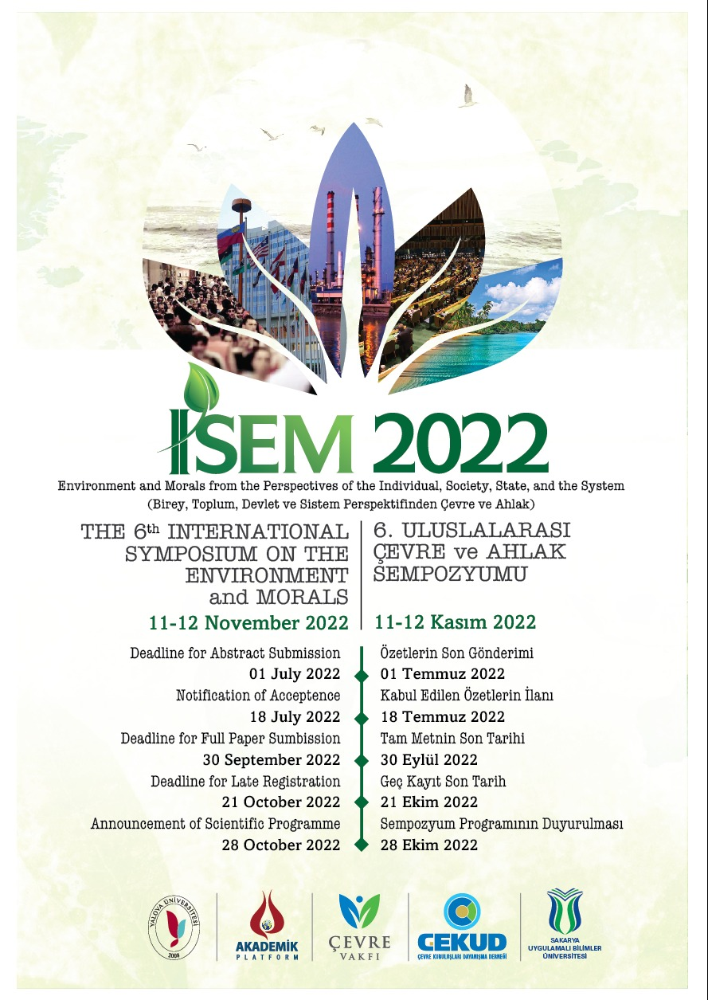 ISEM 2022
Environment and Morals from the Perspectives of the Individual, Society, State, and the System
(Birey, Toplum, Devlet ve Sistem Perspektifinden Çevre ve Ahlak)
THE 6th INTERNATIONAL
SYMPOSIUM ON THE
ENVIRONMENT
and MORALS
11-12 November 2022
6. ULUSLALARASI
ÇEVRE ve AHLAK
SEMPOZYUMU
11-12 Kasım 2022
Deadline for Abstract Submission
01 July 2022
Notification of Acceptence
18 July 2022
Deadline for Full Paper Sumbission
30 September 2022
Deadline for Late Registration
21 October 2022
Announcement of Scientific Programme
28 October 2022
Özetlerin Son Gönderimi
01 Temmuz 2022
Kabul Edilen Özetlerin İlanı
18 Temmuz 2022
Tam Metnin Son Tarihi
30 Eylül 2022
Geç Kayıt Son Tarih
21 Ekim 2022
Sempozyum Programının Duyurulması
28 Ekim 2022
YALOVA ÜNİVERSİTESİ
2008
AKADEMİK
PLATFORM
ÇEVRE
VAKFI
CEKUD
ÇEVRE KURULUŞLARI DAYANIŞMA DERNEĞİ
SAKARYA
UYGULAMALI BİLİMLER
ÜNİVERSİTESİ